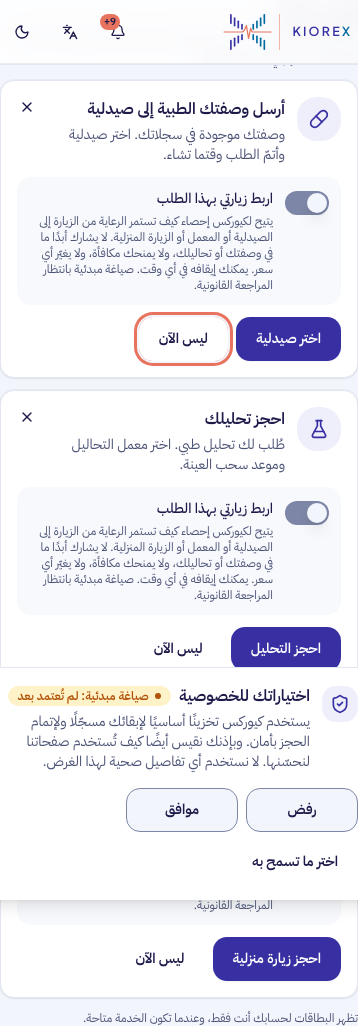 KIOREX
+9
أرسل وصفتك الطبية إلى صيدلية
وصفتك موجودة في سجلاتك. اختر صيدلية
وأتمّ الطلب وقتما تشاء.
اربط زيارتي بهذا الطلب
يتيح لكيوركس إحصاء كيف تستمر الرعاية من الزيارة إلى
الصيدلية أو المعمل أو الزيارة المنزلية. لا يشارك أبدًا ما
في وصفتك أو تحاليلك، ولا يمنحك مكافأة، ولا يغيّر أي
سعر. يمكنك إيقافه في أي وقت. صياغة مبدئية بانتظار
المراجعة القانونية.
اختر صيدلية
ليس الآن
احجز تحليلك
طُلب لك تحليل طبي. اختر معمل التحاليل
وموعد سحب العينة.
اربط زيارتي بهذا الطلب
يتيح لكيوركس إحصاء كيف تستمر الرعاية من الزيارة إلى
الصيدلية أو المعمل أو الزيارة المنزلية. لا يشارك أبدًا ما
في وصفتك أو تحاليلك، ولا يمنحك مكافأة، ولا يغيّر أي
سعر. يمكنك إيقافه في أي وقت. صياغة مبدئية بانتظار
المراجعة القانونية.
احجز التحليل
ليس الآن
اختياراتك للخصوصية
صياغة مبدئية: لم تُعتمد بعد
يستخدم كيوركس تخزينًا أساسيًا لإبقائك مسجّلًا ولإتمام
الحجز بأمان. وبإذنك نقيس أيضًا كيف تُستخدم صفحاتنا
لنحسّنها. لا نستخدم أي تفاصيل صحية لهذا الغرض.
رفض
موافق
اختر ما تسمح به
المراجعة القانونية.
احجز زيارة منزلية
ليس الآن
تظهر البطاقات لحسابك أنت فقط، وعندما تكون الخدمة متاحة.